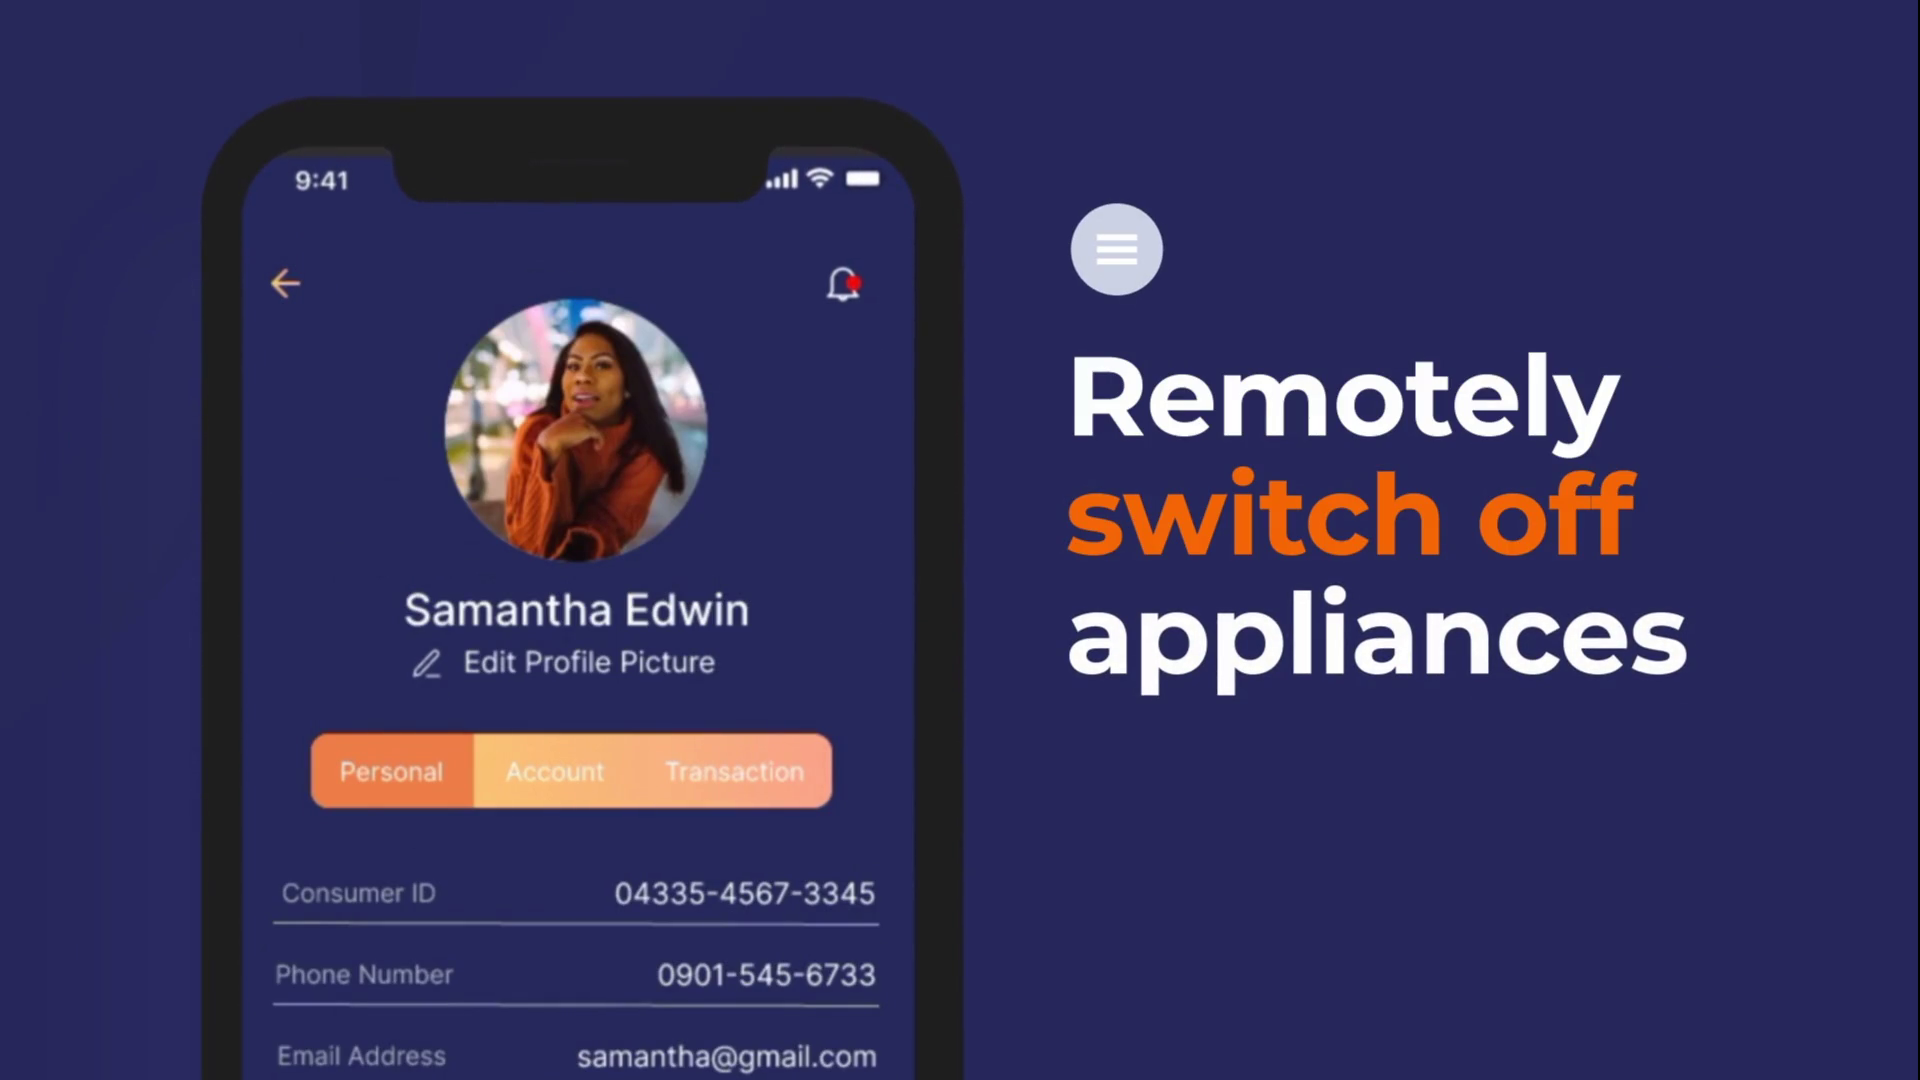 9:41
Samantha Edwin
Edit Profile Picture
Personal Account Transaction
Consumer ID 04335-4567-3345
Phone Number 0901-545-6733
Email Address samantha@gmail.com
Remotely
switch off
appliances